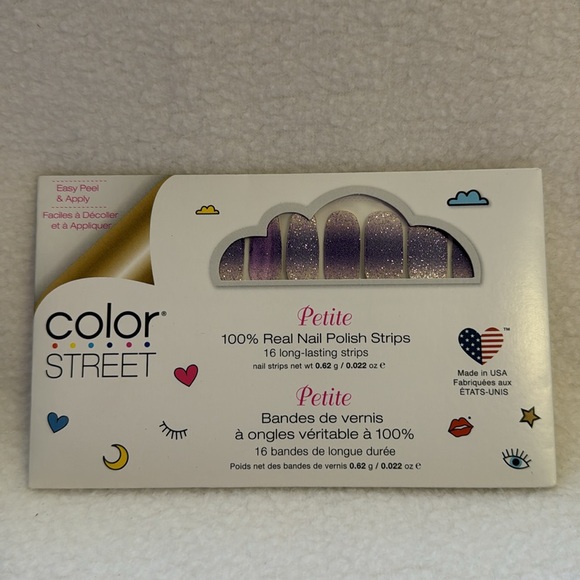 Easy Peel
& Apply
Faciles à Décoller
et à Appliquer
color®
STREET
Petite
100% Real Nail Polish Strips
16 long-lasting strips
nail strips net wt 0.62 g / 0.022 oz ℮
Petite
Bandes de vernis
à ongles véritable à 100%
16 bandes de longue durée
Poids net des bandes de vernis 0.62 g / 0.022 oz ℮
™
Made in USA
Fabriquées aux
ÉTATS-UNIS